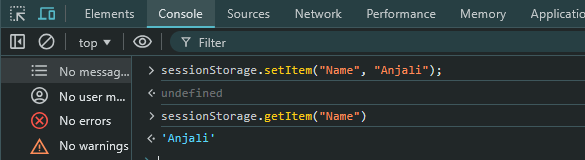 Elements Console Sources Network Performance Memory Application
top Filter
No messag...
No user m...
No errors
No warnings
> sessionStorage.setItem("Name", "Anjali");
undefined
> sessionStorage.getItem("Name")
'Anjali'
>